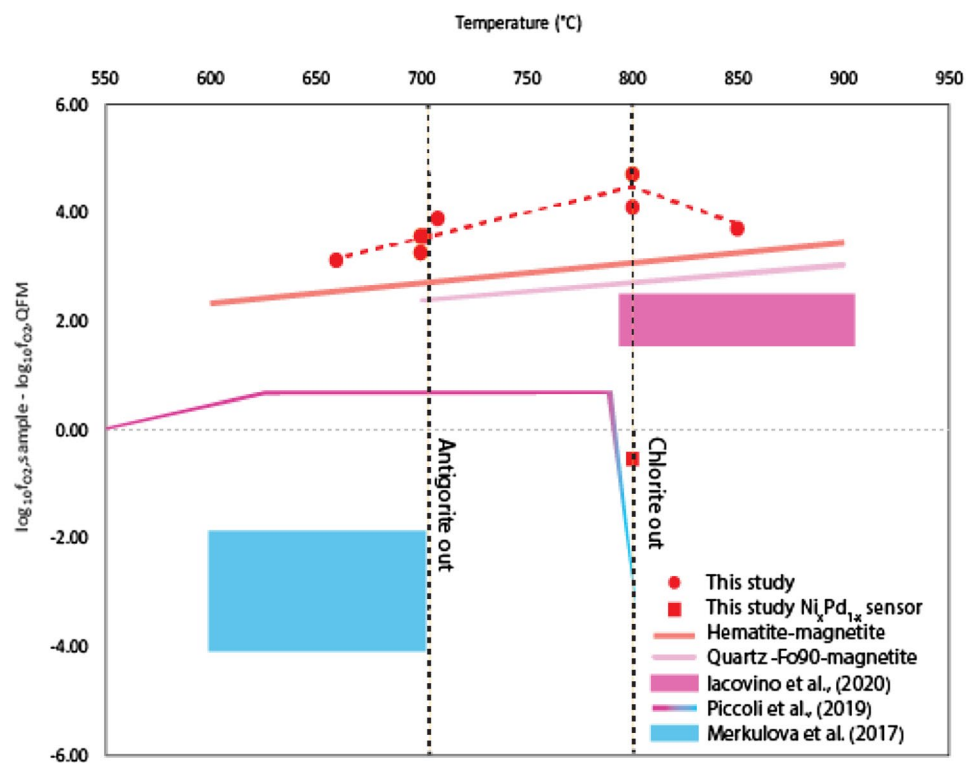 Temperature (°C)
550 600 650 700 750 800 850 900 950
6.00
4.00
2.00
0.00
-2.00
-4.00
-6.00
log₁₀fO₂,sample - log₁₀fO₂,QFM
Antigorite out
Chlorite out
This study
This study NiₓPd₁₋ₓ sensor
Hematite-magnetite
Quartz -Fo90-magnetite
Iacovino et al., (2020)
Piccoli et al., (2019)
Merkulova et al. (2017)